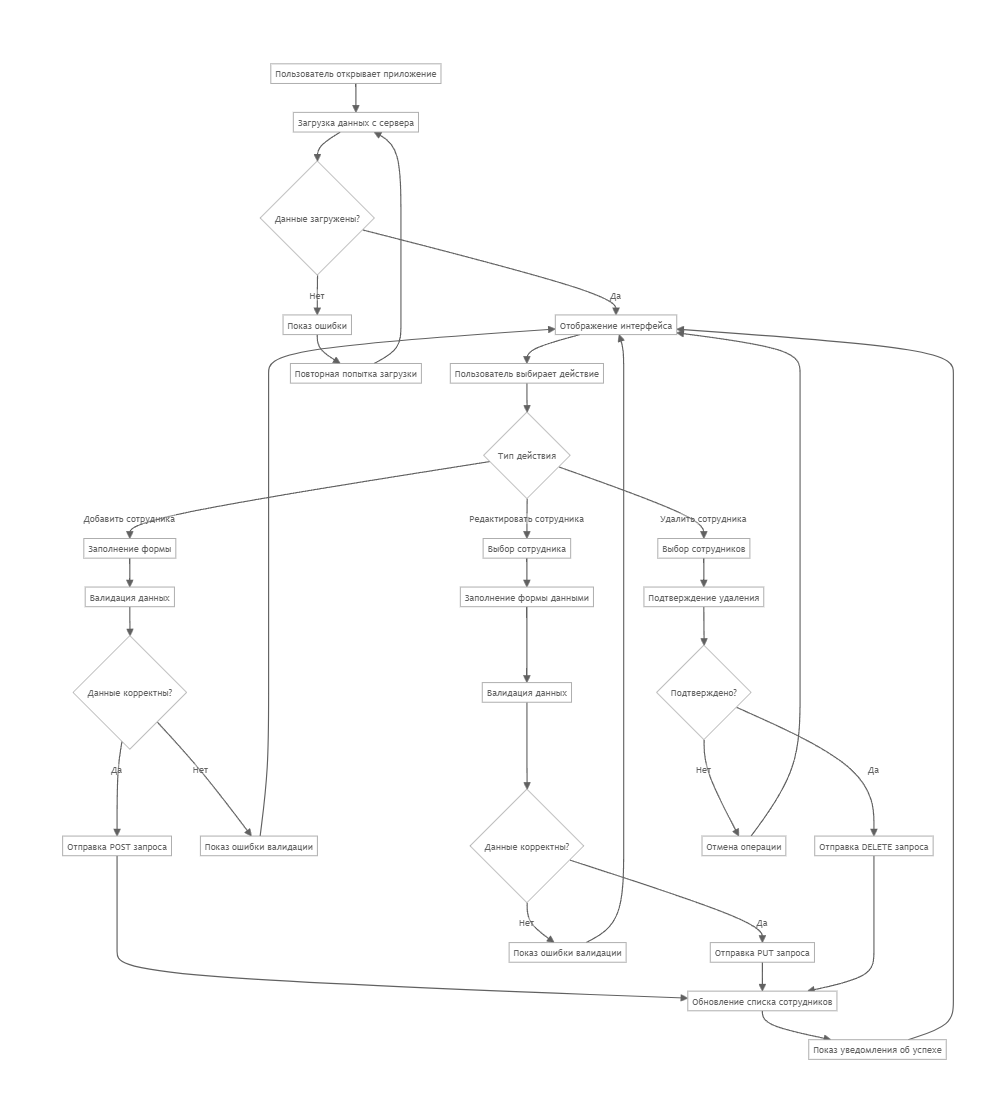 Пользователь открывает приложение
Загрузка данных с сервера
Данные загружены?
Нет
Да
Показ ошибки
Отображение интерфейса
Повторная попытка загрузки
Пользователь выбирает действие
Тип действия
Добавить сотрудника
Редактировать сотрудника
Удалить сотрудника
Заполнение формы
Выбор сотрудника
Выбор сотрудников
Валидация данных
Заполнение формы данными
Подтверждение удаления
Данные корректны?
Валидация данных
Подтверждено?
Да
Нет
Нет
Да
Отправка POST запроса
Показ ошибки валидации
Данные корректны?
Отмена операции
Отправка DELETE запроса
Нет
Да
Показ ошибки валидации
Отправка PUT запроса
Обновление списка сотрудников
Показ уведомления об успехе